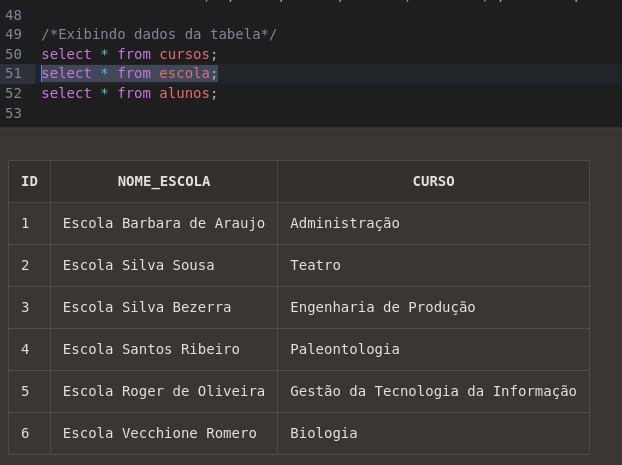 48
49 /*Exibindo dados da tabela*/
50 select * from cursos;
51 select * from escola;
52 select * from alunos;
53
ID NOME_ESCOLA CURSO
1 Escola Barbara de Araujo Administração
2 Escola Silva Sousa Teatro
3 Escola Silva Bezerra Engenharia de Produção
4 Escola Santos Ribeiro Paleontologia
5 Escola Roger de Oliveira Gestão da Tecnologia da Informação
6 Escola Vecchione Romero Biologia